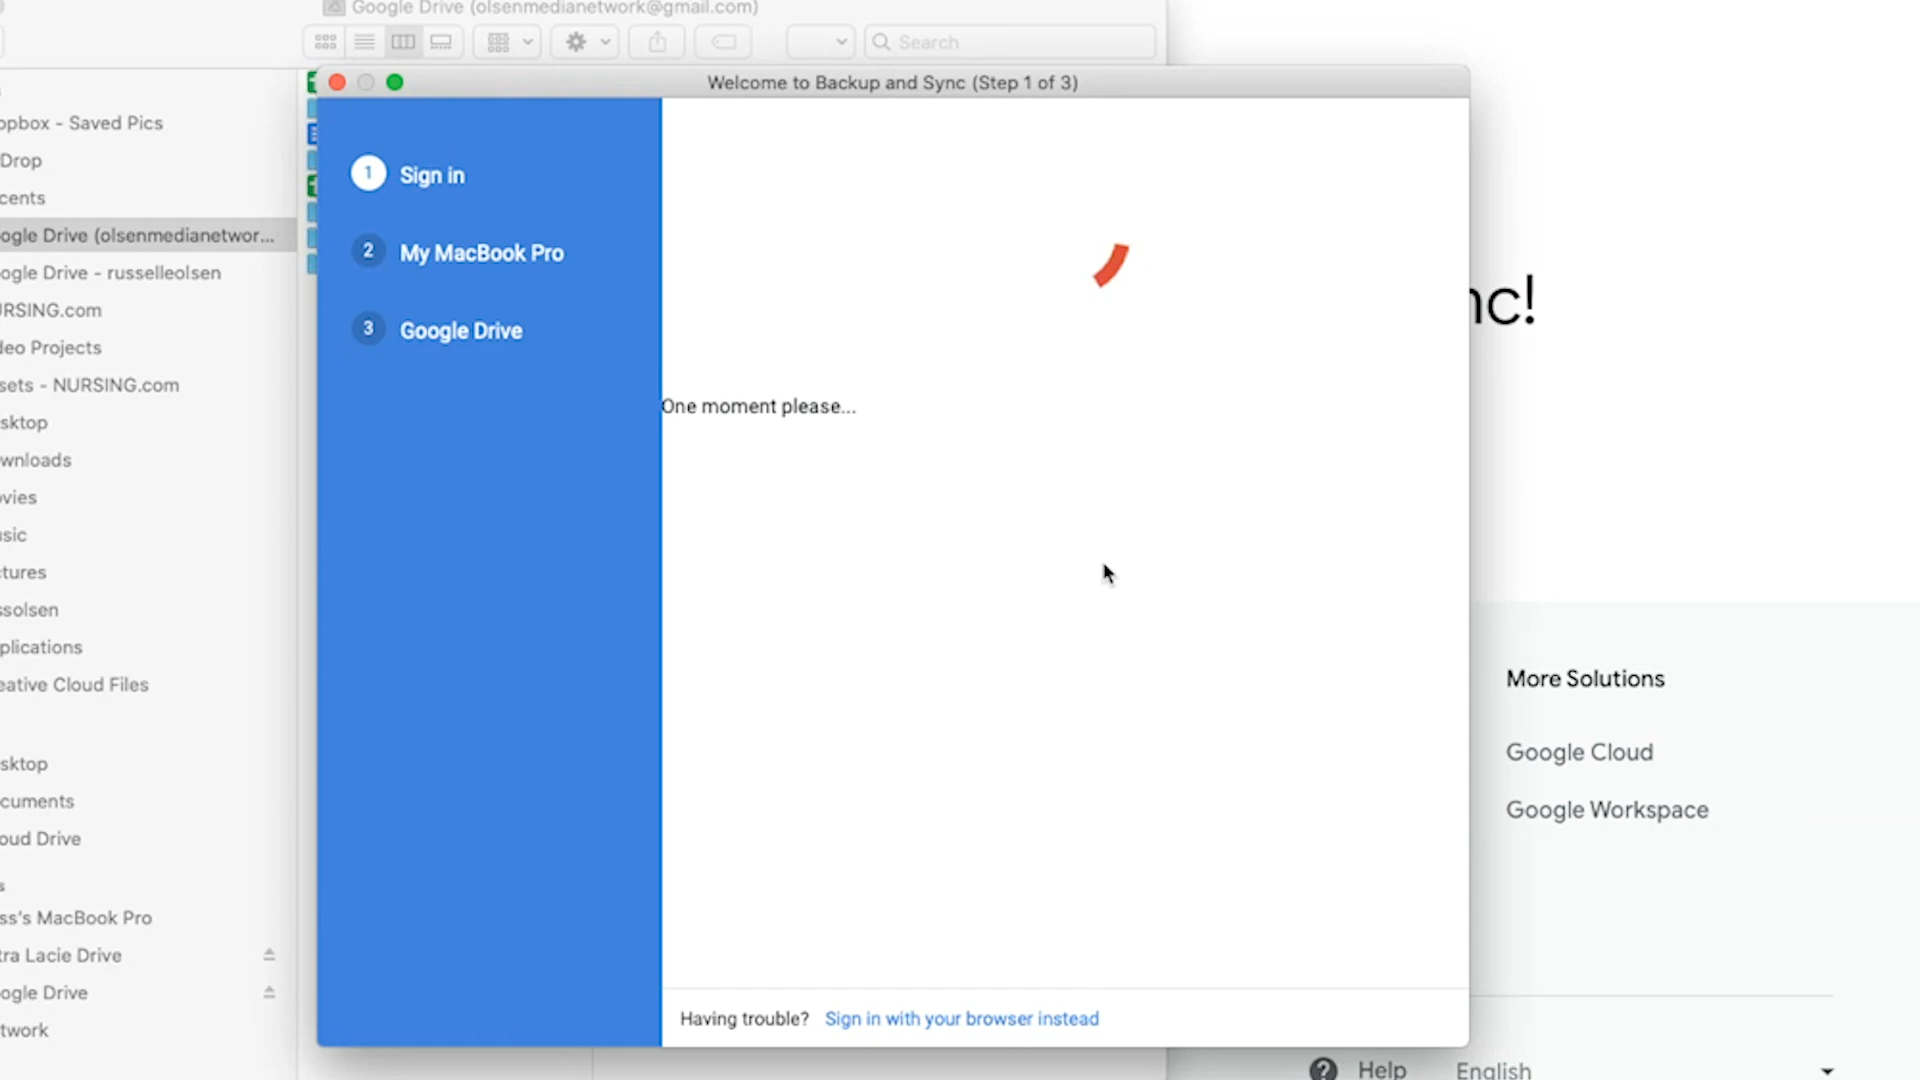 Google Drive (olsenmedianetwork@gmail.com)
Search
Welcome to Backup and Sync (Step 1 of 3)
opbox - Saved Pics
Drop
cents
ogle Drive (olsenmedianetwor...
ogle Drive - russelleolsen
RSING.com
deo Projects
sets - NURSING.com
sktop
wnloads
ovies
sic
ctures
ssolsen
plications
eative Cloud Files
sktop
cuments
oud Drive
s
ss's MacBook Pro
tra Lacie Drive
ogle Drive
twork
1 Sign in
2 My MacBook Pro
3 Google Drive
One moment please...
Having trouble? Sign in with your browser instead
nc!
More Solutions
Google Cloud
Google Workspace
Help English